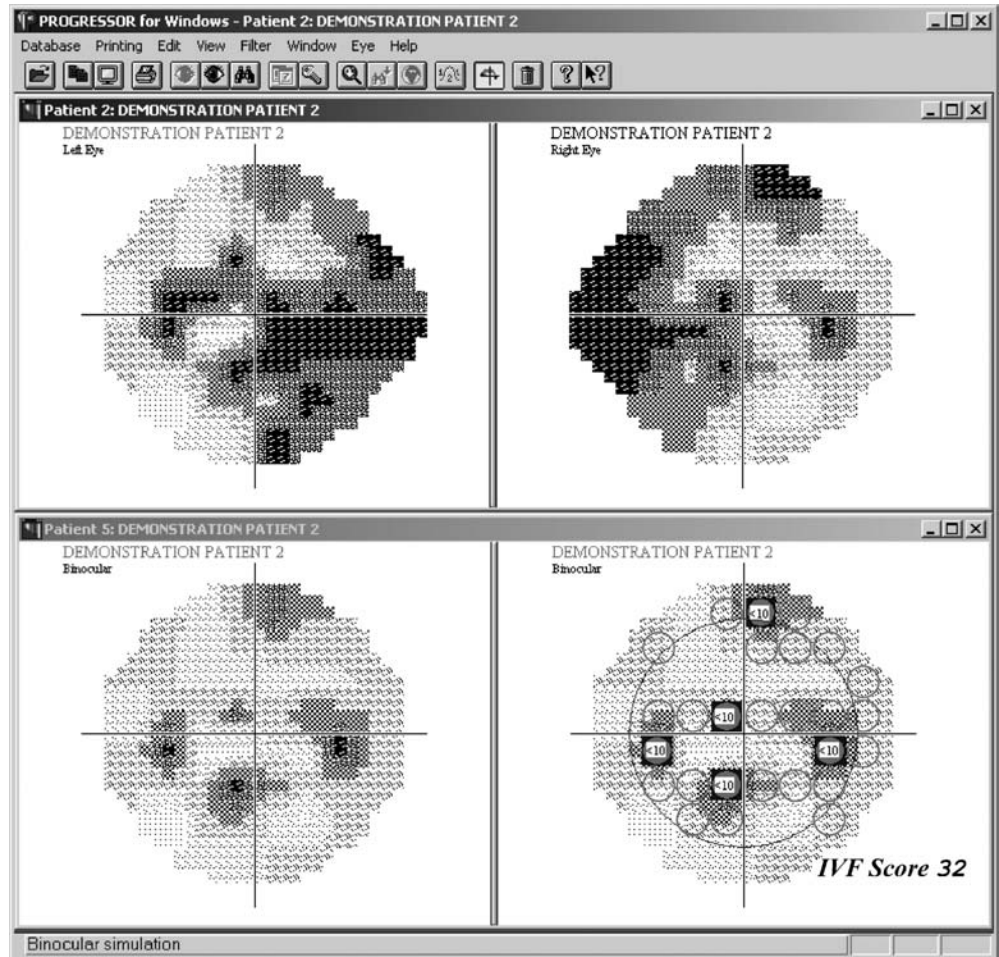 PROGRESSOR for Windows - Patient 2: DEMONSTRATION PATIENT 2
Database Printing Edit View Filter Window Eye Help
Patient 2: DEMONSTRATION PATIENT 2
DEMONSTRATION PATIENT 2
Left Eye
DEMONSTRATION PATIENT 2
Right Eye
Patient 5: DEMONSTRATION PATIENT 2
DEMONSTRATION PATIENT 2
Binocular
DEMONSTRATION PATIENT 2
Binocular
<10
<10
<10
<10
<10
IVF Score 32
Binocular simulation